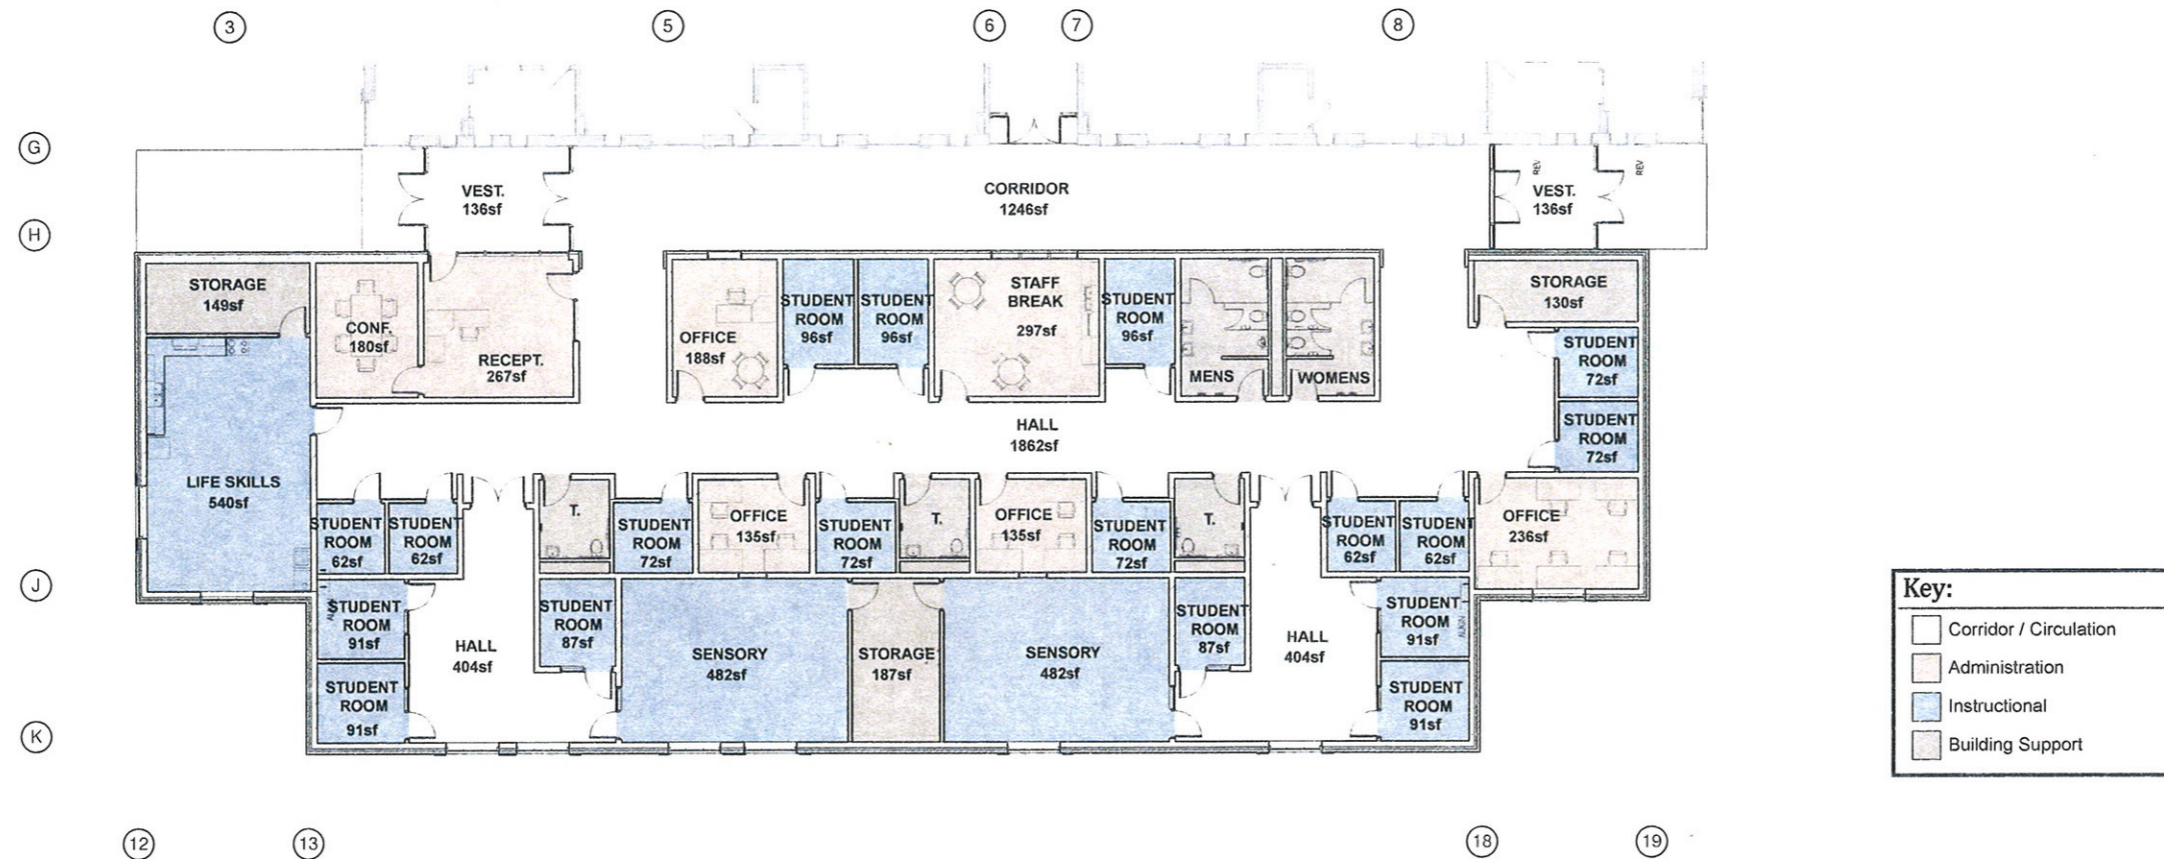 3
5
6
7
8
G
H
J
K
VEST.
136sf
CORRIDOR
1246sf
REV
VEST.
136sf
REV
STORAGE
149sf
CONF.
180sf
RECEPT.
267sf
OFFICE
188sf
STUDENT
ROOM
96sf
STUDENT
ROOM
96sf
STAFF
BREAK
297sf
STUDENT
ROOM
96sf
MENS
WOMENS
STORAGE
130sf
STUDENT
ROOM
72sf
STUDENT
ROOM
72sf
HALL
1862sf
LIFE SKILLS
540sf
STUDENT
ROOM
62sf
STUDENT
ROOM
62sf
T.
STUDENT
ROOM
72sf
OFFICE
135sf
STUDENT
ROOM
72sf
T.
OFFICE
135sf
STUDENT
ROOM
72sf
T.
STUDENT
ROOM
62sf
STUDENT
ROOM
62sf
OFFICE
236sf
STUDENT
ROOM
91sf
STUDENT
ROOM
91sf
HALL
404sf
STUDENT
ROOM
87sf
SENSORY
482sf
STORAGE
187sf
SENSORY
482sf
STUDENT
ROOM
87sf
HALL
404sf
STUDENT
ROOM
91sf
STUDENT
ROOM
91sf
Key:
Corridor / Circulation
Administration
Instructional
Building Support
12
13
18
19